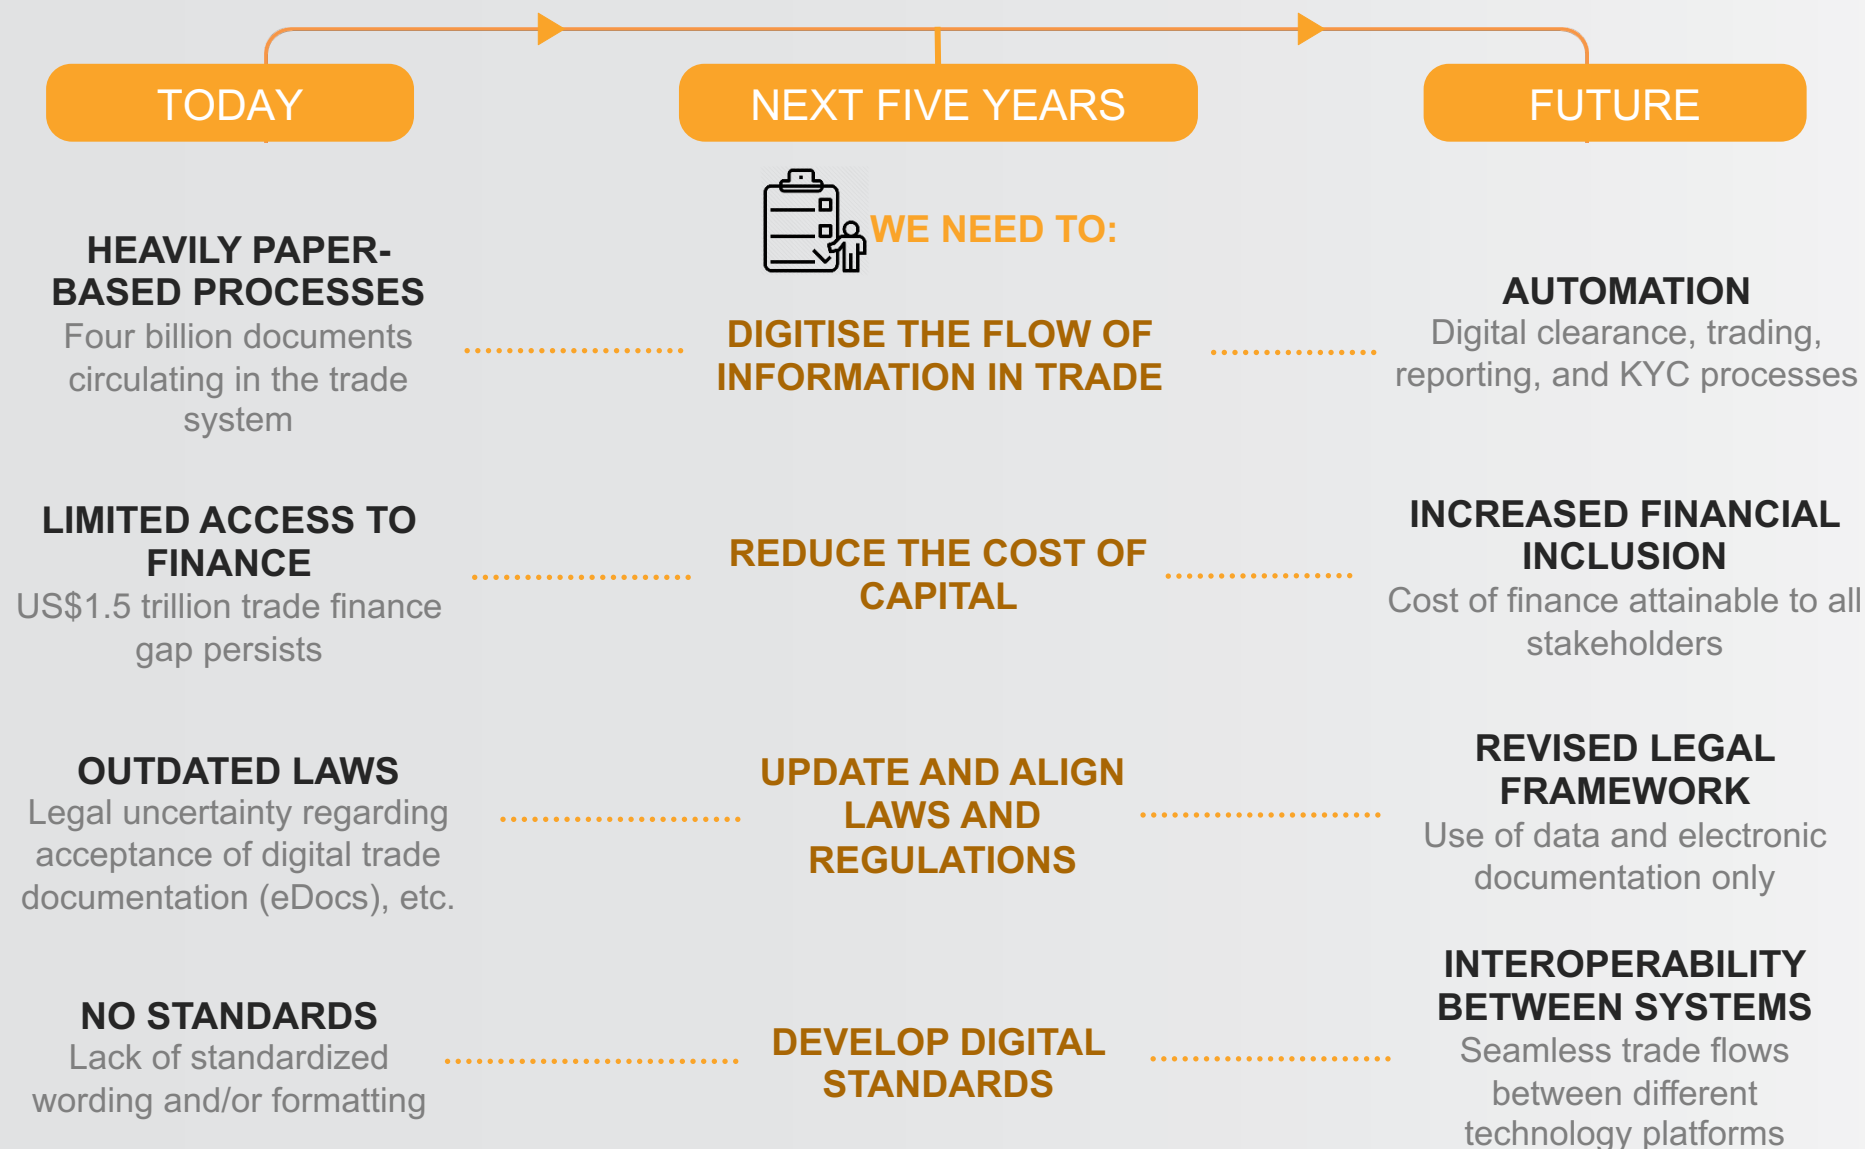 TODAY
NEXT FIVE YEARS
FUTURE
HEAVILY PAPER-
BASED PROCESSES
Four billion documents
circulating in the trade
system
WE NEED TO:
DIGITISE THE FLOW OF
INFORMATION IN TRADE
AUTOMATION
Digital clearance, trading,
reporting, and KYC processes
LIMITED ACCESS TO
FINANCE
US$1.5 trillion trade finance
gap persists
REDUCE THE COST OF
CAPITAL
INCREASED FINANCIAL
INCLUSION
Cost of finance attainable to all
stakeholders
OUTDATED LAWS
Legal uncertainty regarding
acceptance of digital trade
documentation (eDocs), etc.
UPDATE AND ALIGN
LAWS AND
REGULATIONS
REVISED LEGAL
FRAMEWORK
Use of data and electronic
documentation only
NO STANDARDS
Lack of standardized
wording and/or formatting
DEVELOP DIGITAL
STANDARDS
INTEROPERABILITY
BETWEEN SYSTEMS
Seamless trade flows
between different
technology platforms